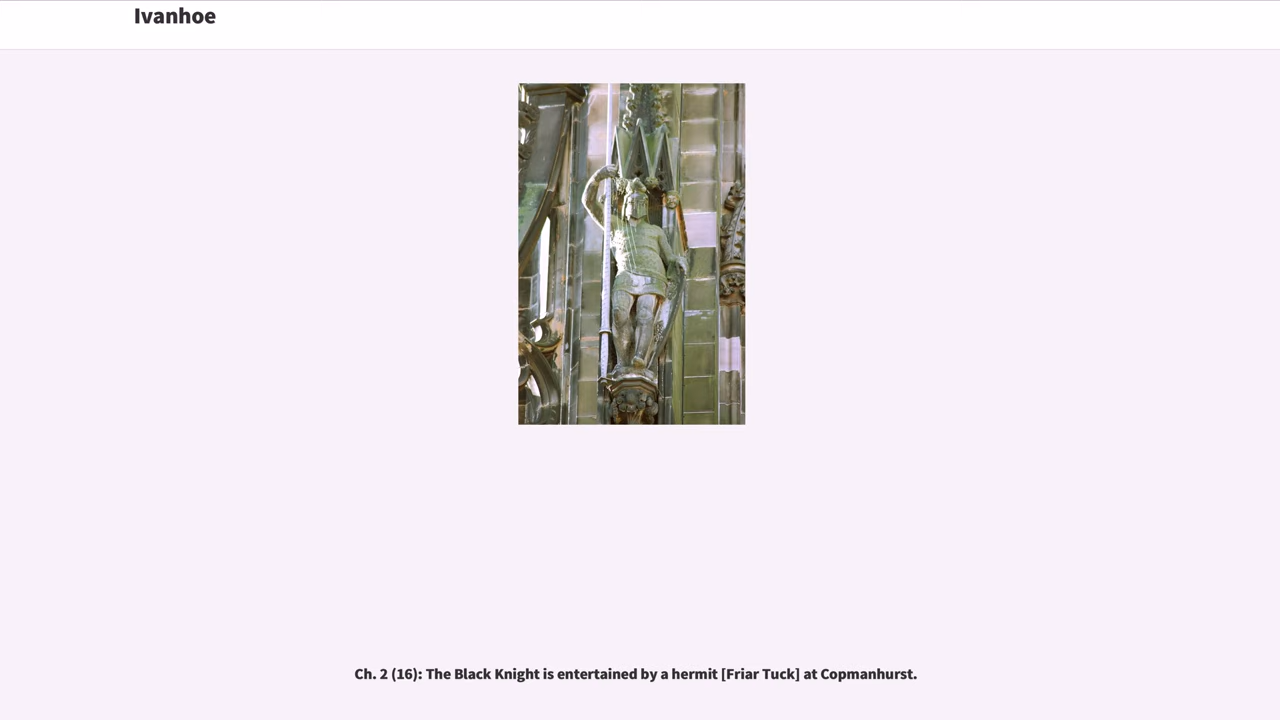 Ivanhoe
Ch. 2 (16): The Black Knight is entertained by a hermit [Friar Tuck] at Copmanhurst.